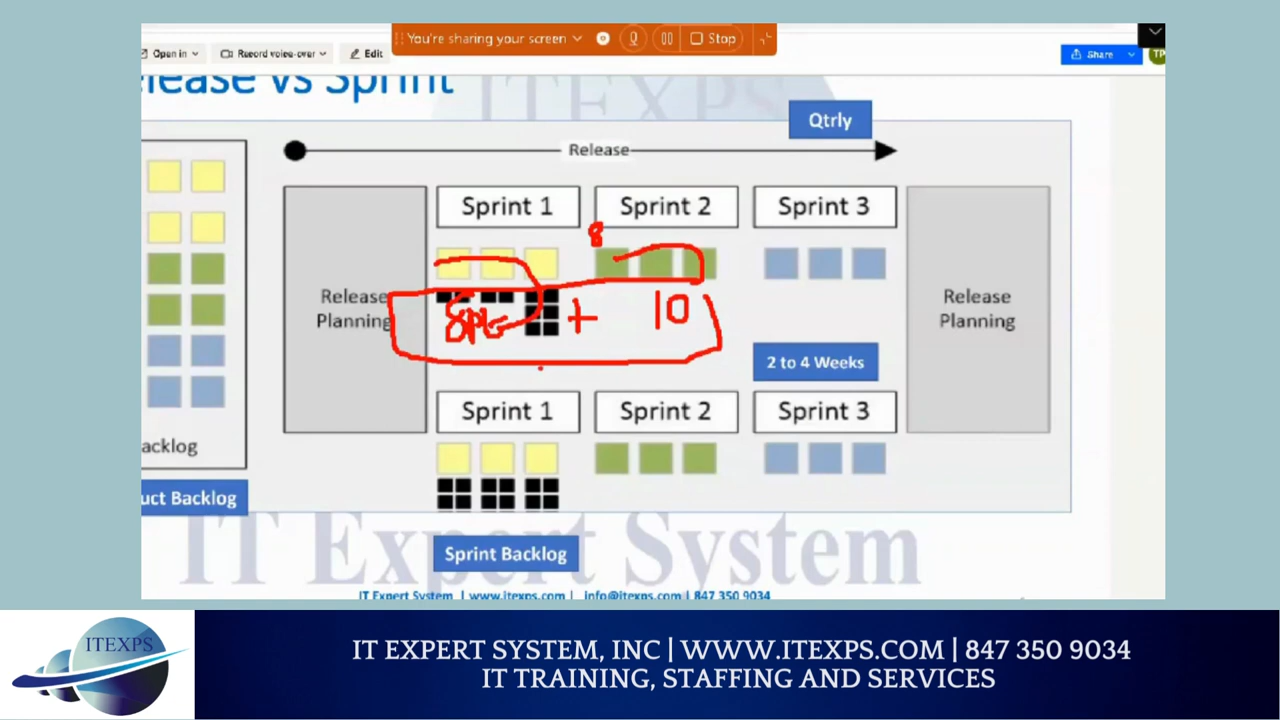 You're sharing your screen
Stop
Open in
Record voice-over
Edit
Share
TP
lease vs Sprint
ITEXPS
Qtrly
Release
Sprint 1
Sprint 2
Sprint 3
8
Release
Planning
8pts + 10
Release
Planning
2 to 4 Weeks
Sprint 1
Sprint 2
Sprint 3
acklog
uct Backlog
IT Expert System
Sprint Backlog
IT Expert System | www.itexps.com | info@itexps.com | 847 350 9034
ITEXPS
IT EXPERT SYSTEM, INC | WWW.ITEXPS.COM | 847 350 9034
IT TRAINING, STAFFING AND SERVICES